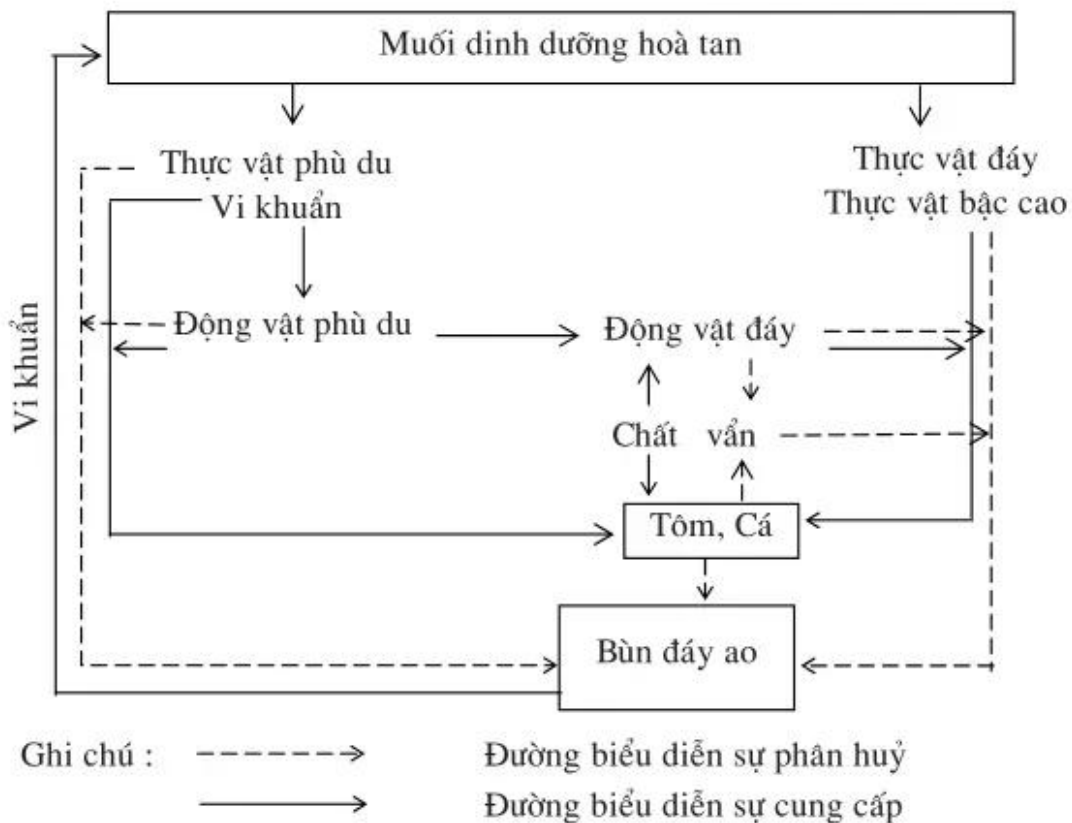 Muối dinh dưỡng hoà tan
Thực vật phù du
Vi khuẩn
Thực vật đáy
Thực vật bậc cao
Vi khuẩn
Động vật phù du
Động vật đáy
Chất vẩn
Tôm, Cá
Bùn đáy ao
Ghi chú :
Đường biểu diễn sự phân huỷ
Đường biểu diễn sự cung cấp